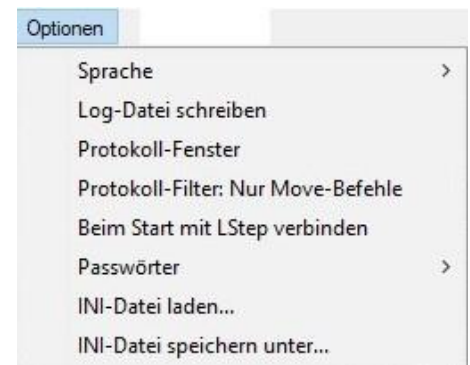 Optionen
Sprache
Log-Datei schreiben
Protokoll-Fenster
Protokoll-Filter: Nur Move-Befehle
Beim Start mit LStep verbinden
Passwörter
INI-Datei laden...
INI-Datei speichern unter...